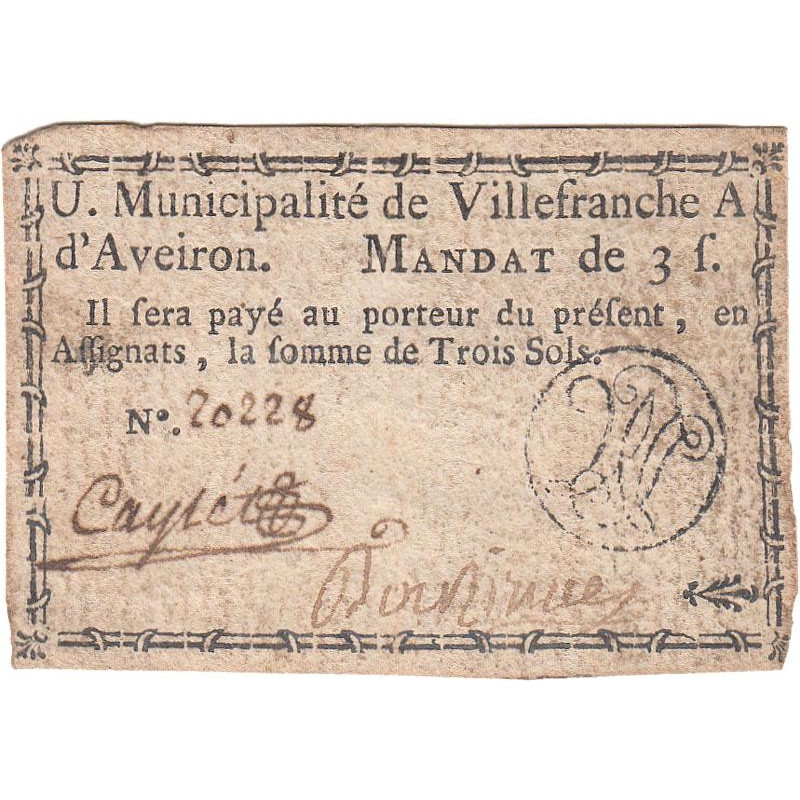 U. Municipalité de Villefranche A
d'Aveiron. MANDAT de 3 ſ.
Il ſera payé au porteur du préſent, en
Aſſignats, la ſomme de Trois Sols.
N°. 20228